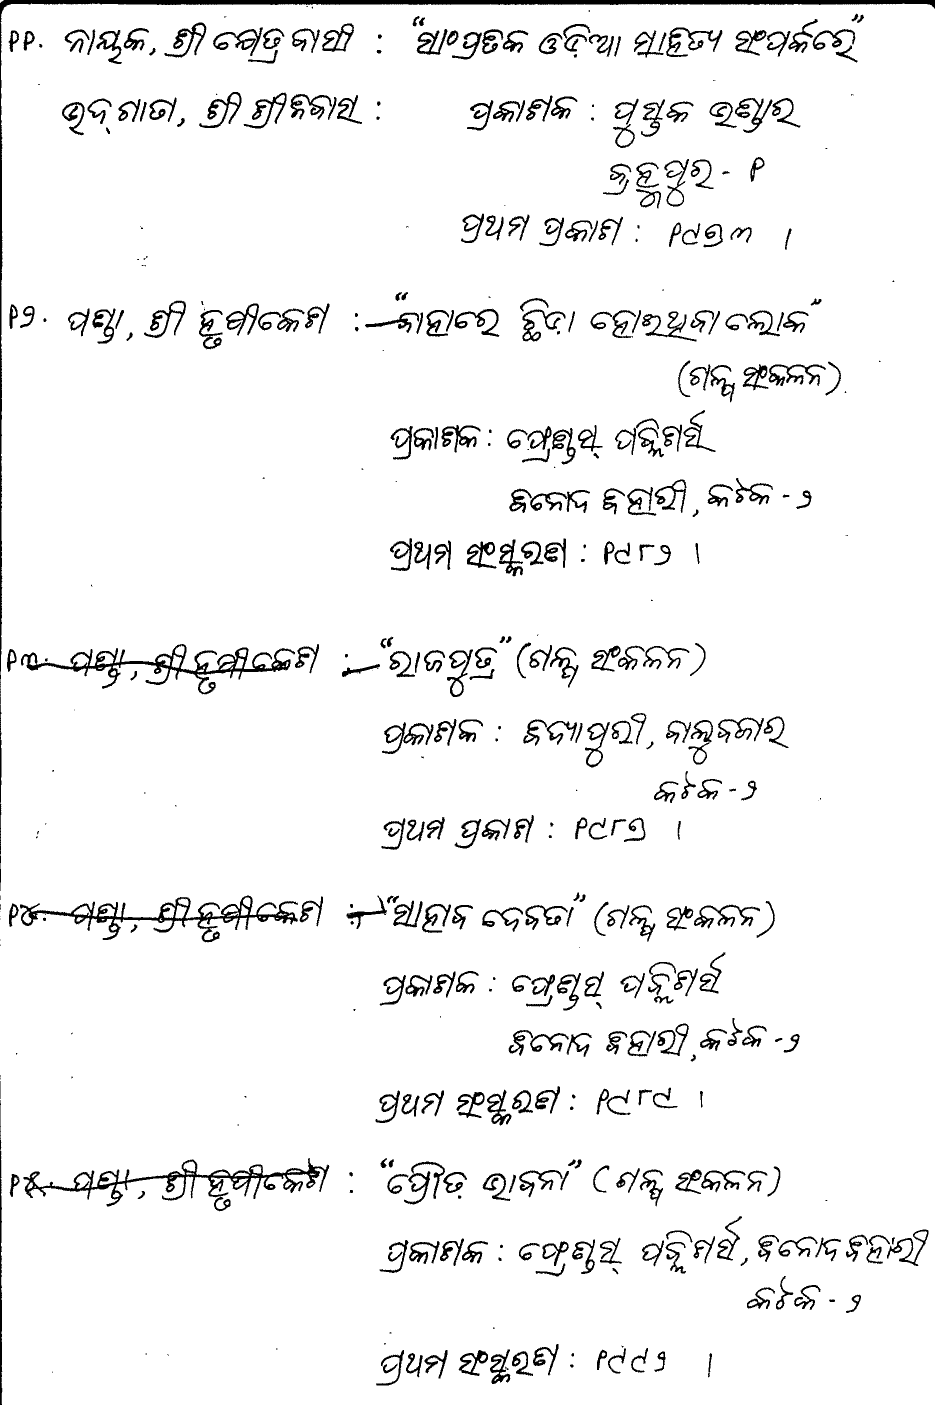 ୧୧. ନାୟକ, ଶ୍ରୀ କ୍ଷେତ୍ରବାସୀ : "ସାଂପ୍ରତିକ ଓଡ଼ିଆ ସାହିତ୍ୟ ସଂପର୍କରେ"
ଉଦ୍‌ଗାତା, ଶ୍ରୀ ଶ୍ରୀନିବାସ : ପ୍ରକାଶକ : ପୁସ୍ତକ ଭଣ୍ଡାର
ବ୍ରହ୍ମପୁର - ୧
ପ୍ରଥମ ପ୍ରକାଶ : ୧୯୭୩ ।
୧୨. ପଣ୍ଡା, ଶ୍ରୀ ହୃଷୀକେଶ : "ବାହାରେ ଛିଡ଼ା ହୋଇଥିବା ଲୋକ"
(ଗଳ୍ପ ସଂକଳନ)
ପ୍ରକାଶକ : ଫ୍ରେଣ୍ଡସ୍ ପବ୍ଲିଶର୍ସ
ବିନୋଦ ବିହାରୀ, କଟକ - ୨
ପ୍ରଥମ ସଂସ୍କରଣ : ୧୯୮୨ ।
୧୩. ପଣ୍ଡା, ଶ୍ରୀ ହୃଷୀକେଶ : "ରାଜପୁତ୍ର" (ଗଳ୍ପ ସଂକଳନ)
ପ୍ରକାଶକ : ବିଦ୍ୟାପୁରୀ, ବାଲୁବଜାର
କଟକ - ୨
ପ୍ରଥମ ପ୍ରକାଶ : ୧୯୮୭ ।
୧୪. ପଣ୍ଡା, ଶ୍ରୀ ହୃଷୀକେଶ : "ସାହାବ ଦେବତା" (ଗଳ୍ପ ସଂକଳନ)
ପ୍ରକାଶକ : ଫ୍ରେଣ୍ଡସ୍ ପବ୍ଲିଶର୍ସ
ବିନୋଦ ବିହାରୀ, କଟକ - ୨
ପ୍ରଥମ ସଂସ୍କରଣ : ୧୯୮୯ ।
୧୫. ପଣ୍ଡା, ଶ୍ରୀ ହୃଷୀକେଶ : "ପ୍ରୌଢ଼ ଭାବନା" (ଗଳ୍ପ ସଂକଳନ)
ପ୍ରକାଶକ : ଫ୍ରେଣ୍ଡସ୍ ପବ୍ଲିଶର୍ସ, ବିନୋଦ ବିହାରୀ
କଟକ - ୨
ପ୍ରଥମ ସଂସ୍କରଣ : ୧୯୯୨ ।